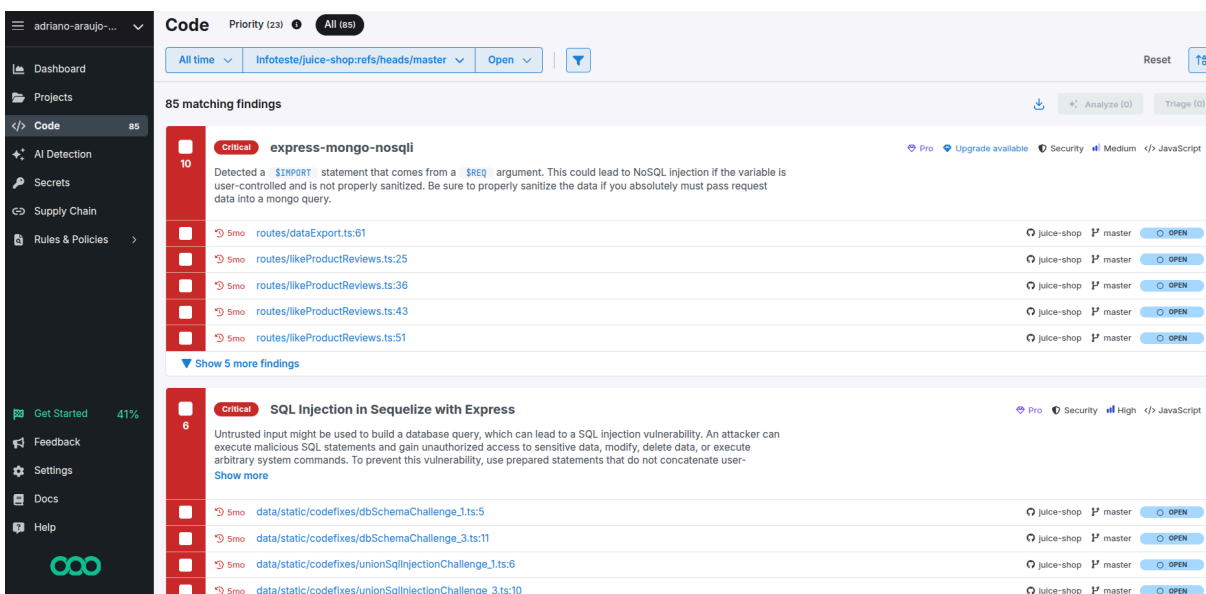 adriano-araujo-...
Code Priority (23) All (85)
All time Infoteste/juice-shop:refs/heads/master Open Reset
Dashboard
Projects
Code 85
AI Detection
Secrets
Supply Chain
Rules & Policies
Get Started 41%
Feedback
Settings
Docs
Help
85 matching findings Analyze (0) Triage (0)
10
Critical express-mongo-nosqli Pro Upgrade available Security Medium </> JavaScript
Detected a $IMPORT statement that comes from a $REQ argument. This could lead to NoSQL injection if the variable is
user-controlled and is not properly sanitized. Be sure to properly sanitize the data if you absolutely must pass request
data into a mongo query.
5mo routes/dataExport.ts:61 juice-shop master OPEN
5mo routes/likeProductReviews.ts:25 juice-shop master OPEN
5mo routes/likeProductReviews.ts:36 juice-shop master OPEN
5mo routes/likeProductReviews.ts:43 juice-shop master OPEN
5mo routes/likeProductReviews.ts:51 juice-shop master OPEN
Show 5 more findings
6
Critical SQL Injection in Sequelize with Express Pro Security High </> JavaScript
Untrusted input might be used to build a database query, which can lead to a SQL injection vulnerability. An attacker can
execute malicious SQL statements and gain unauthorized access to sensitive data, modify, delete data, or execute
arbitrary system commands. To prevent this vulnerability, use prepared statements that do not concatenate user-
Show more
5mo data/static/codefixes/dbSchemaChallenge_1.ts:5 juice-shop master OPEN
5mo data/static/codefixes/dbSchemaChallenge_3.ts:11 juice-shop master OPEN
5mo data/static/codefixes/unionSqlInjectionChallenge_1.ts:6 juice-shop master OPEN
5mo data/static/codefixes/unionSqlInjectionChallenge_3.ts:10 juice-shop master OPEN